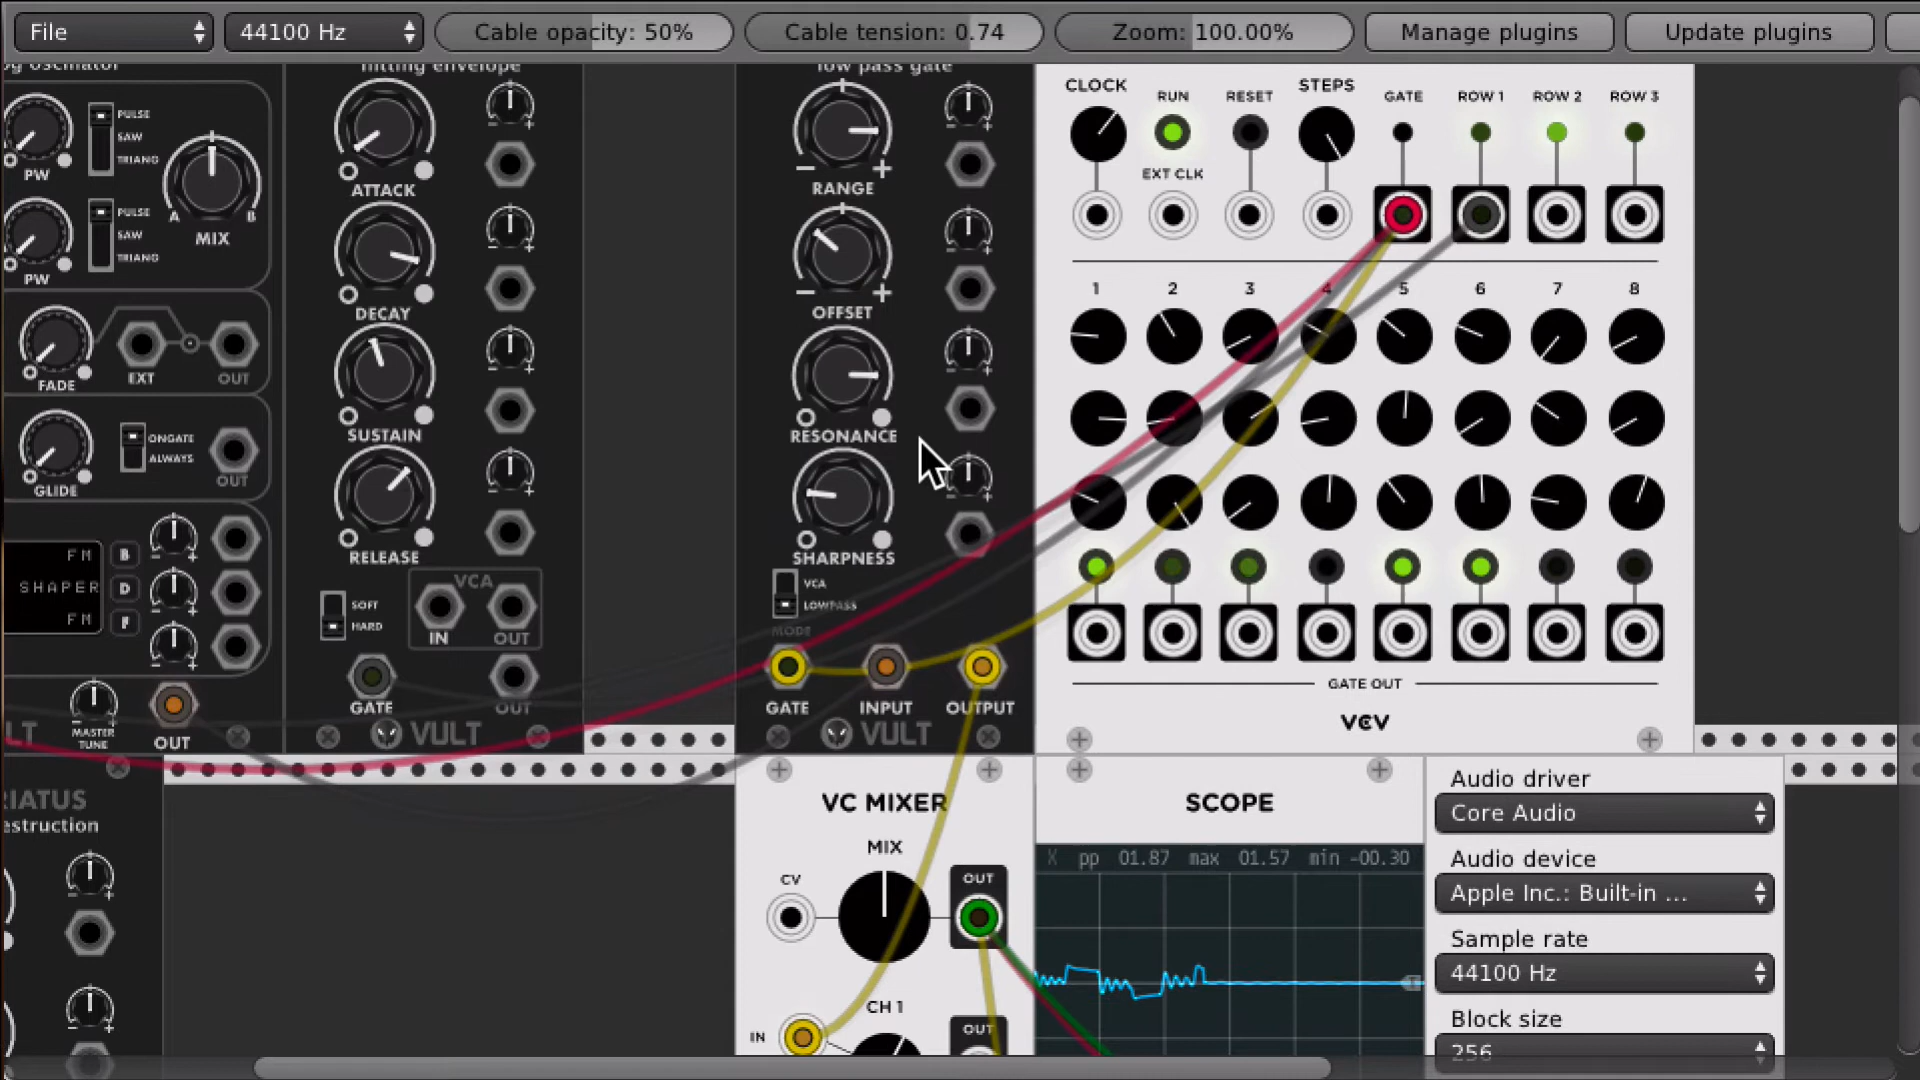 File
44100 Hz
Cable opacity: 50%
Cable tension: 0.74
Zoom: 100.00%
Manage plugins
Update plugins
PULSE
SAW
TRIANG
PW
PULSE
SAW
TRIANG
PW
A
B
MIX
FADE
EXT
OUT
GLIDE
ONGATE
ALWAYS
OUT
FM
SHAPER
FM
B
D
F
MASTER
TUNE
OUT
ATTACK
DECAY
SUSTAIN
RELEASE
SOFT
HARD
VCA
IN
OUT
GATE
OUT
VULT
low pass gate
RANGE
OFFSET
RESONANCE
SHARPNESS
VCA
LOWPASS
MODE
GATE
INPUT
OUTPUT
VULT
CLOCK
RUN
RESET
STEPS
GATE
ROW 1
ROW 2
ROW 3
EXT CLK
1 2 3 4 5 6 7 8
GATE OUT
VCV
VC MIXER
MIX
CV
OUT
CH 1
IN
OUT
SCOPE
X pp 01.87 max 01.57 min -00.30
Audio driver
Core Audio
Audio device
Apple Inc.: Built-in ...
Sample rate
44100 Hz
Block size
256